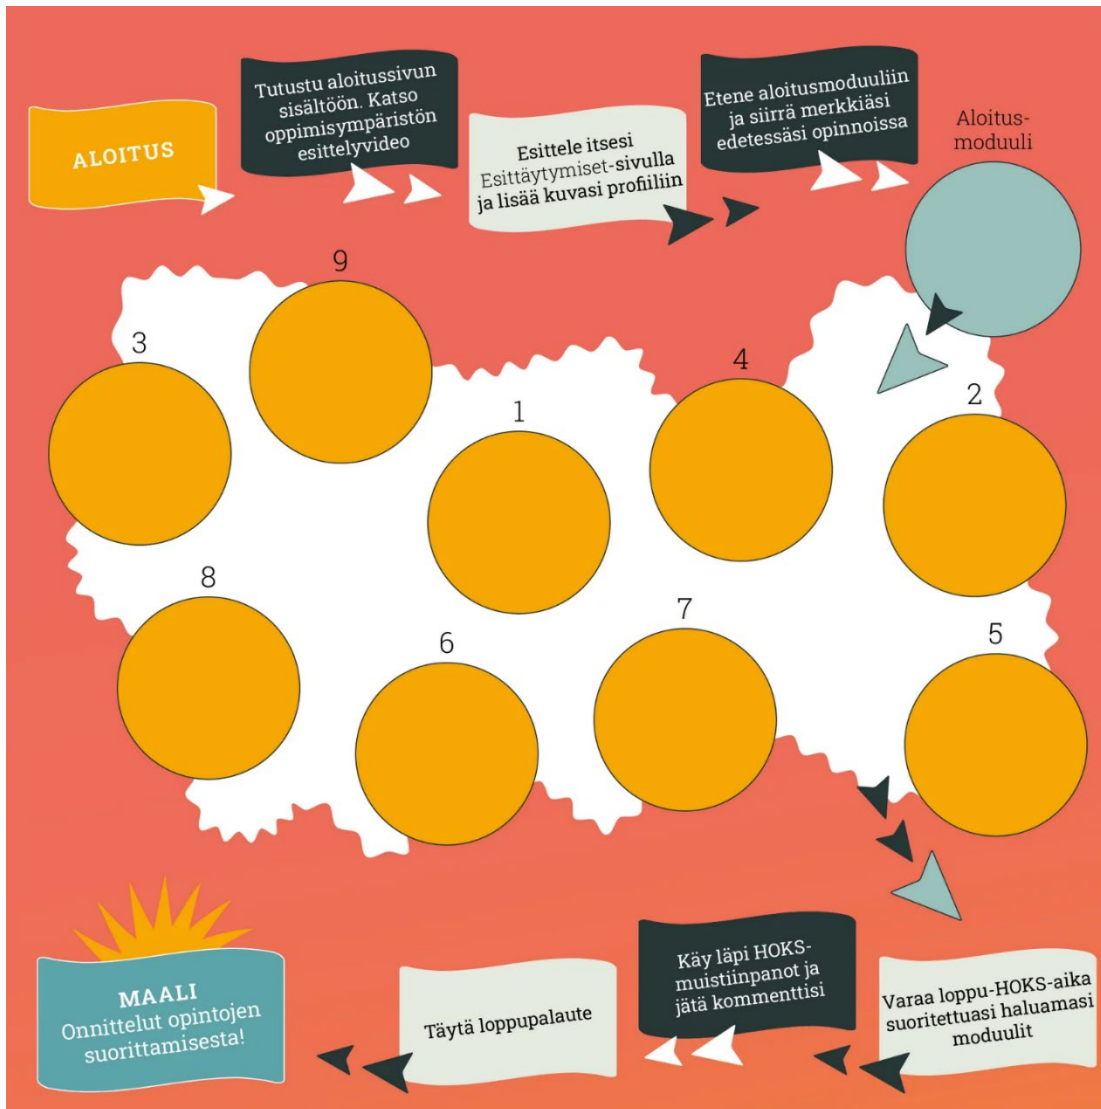 ALOITUS
Tutustu aloitussivun
sisältöön. Katso
oppimisympäristön
esittelyvideo
Esittele itsesi
Esittäytymiset-sivulla
ja lisää kuvasi profiiliin
Etene aloitusmoduuliin
ja siirrä merkkiäsi
edetessäsi opinnoissa
Aloitus-
moduuli
9
3
4
1
2
8
7
6
5
Varaa loppu-HOKS-aika
suoritettuasi haluamasi
moduulit
Käy läpi HOKS-
muistiinpanot ja
jätä kommenttisi
Täytä loppupalaute
MAALI
Onnittelut opintojen
suorittamisesta!